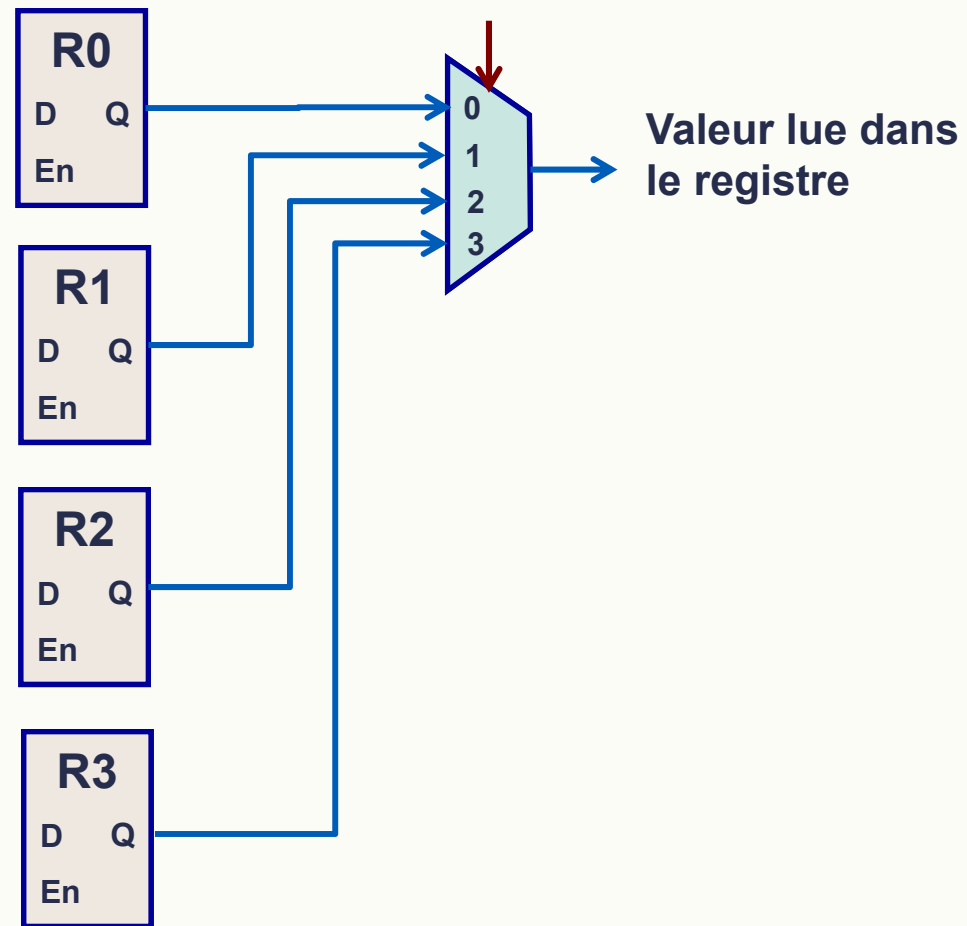 R0
D Q
En
R1
D Q
En
R2
D Q
En
R3
D Q
En
0
1
2
3
Valeur lue dans
le registre